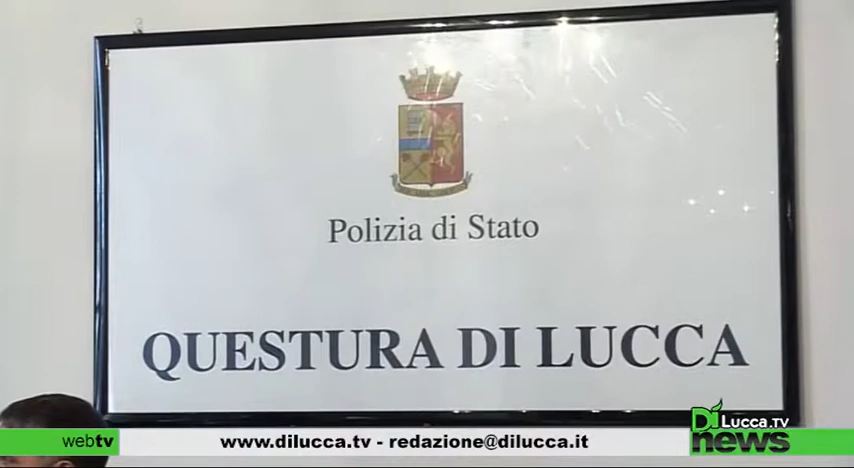 Polizia di Stato
QUESTURA DI LUCCA
webtv
www.dilucca.tv - redazione@dilucca.it
DiLucca.tv
news